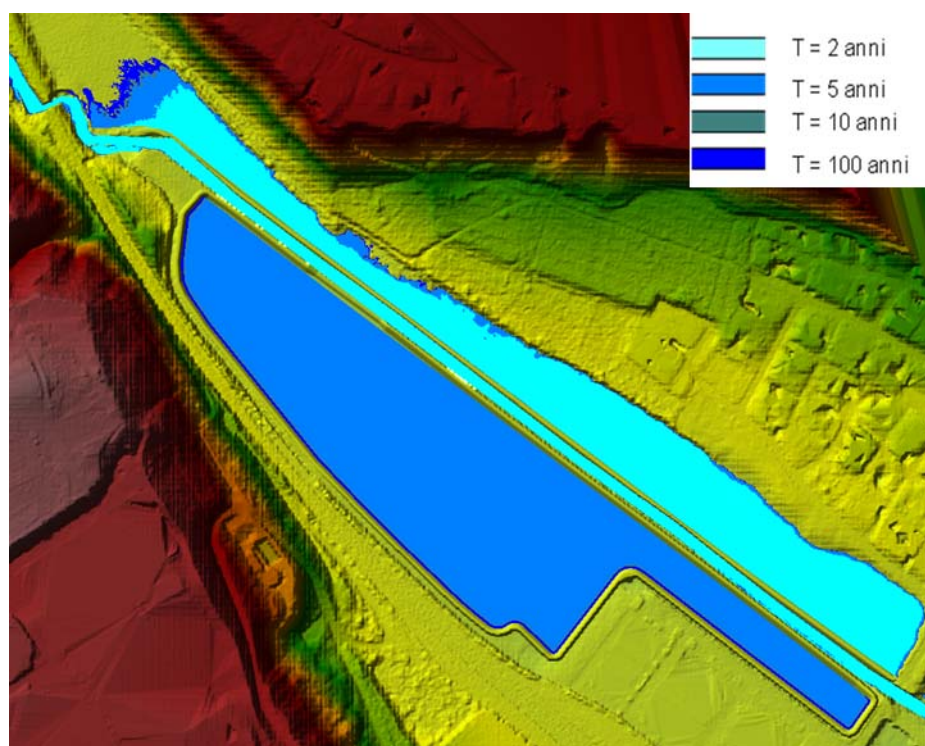 T = 2 anni
T = 5 anni
T = 10 anni
T = 100 anni